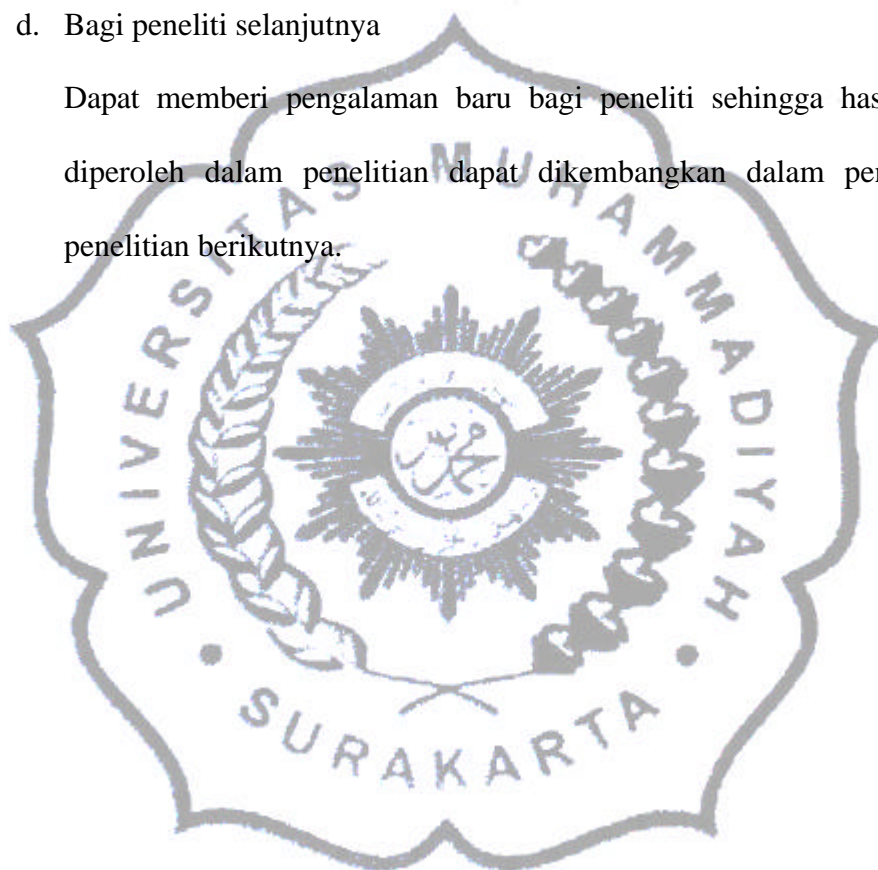 d. Bagi peneliti selanjutnya
Dapat memberi pengalaman baru bagi peneliti sehingga has
diperoleh dalam penelitian dapat dikembangkan dalam per
penelitian berikutnya.
UNIVERSITAS MUHAMMADIYAH
SURAKARTA